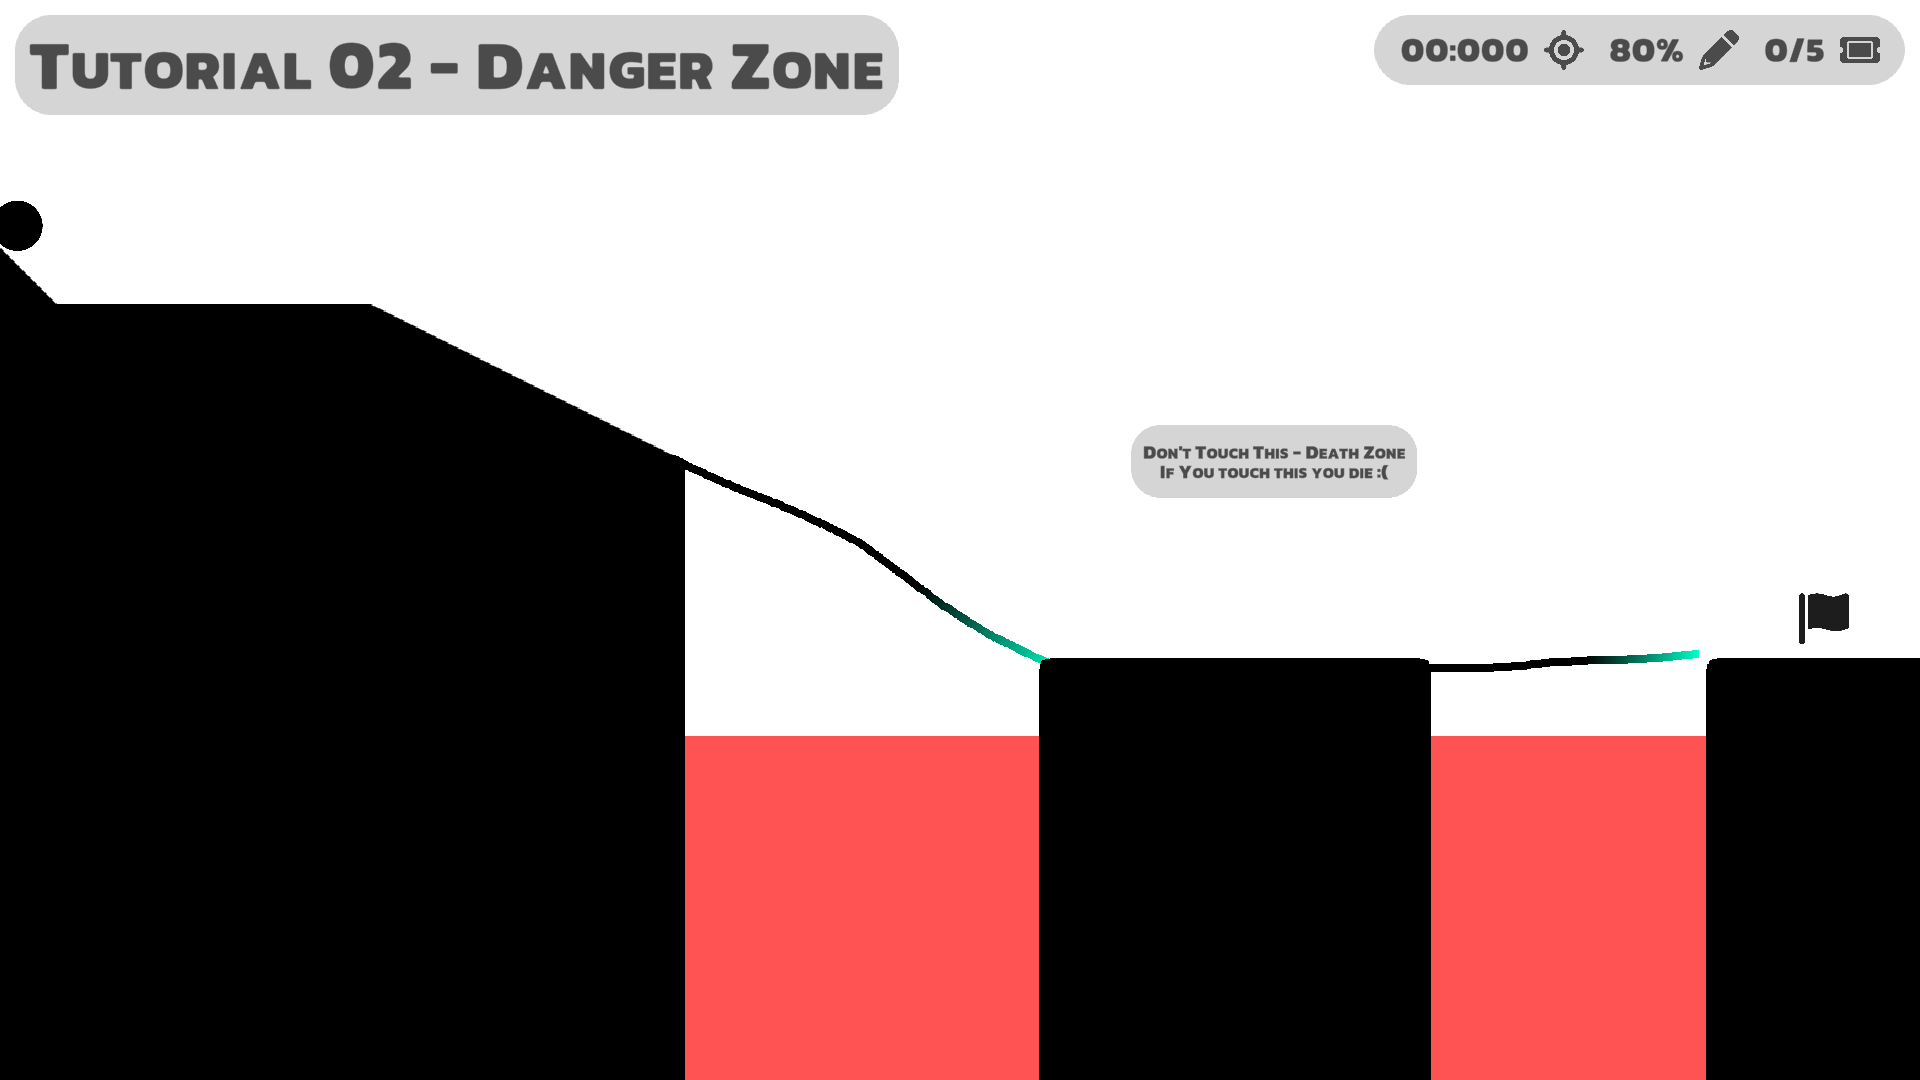 Tutorial 02 - Danger Zone
00:000 80% 0/5
Don't Touch This - Death Zone
If You touch this you die :(